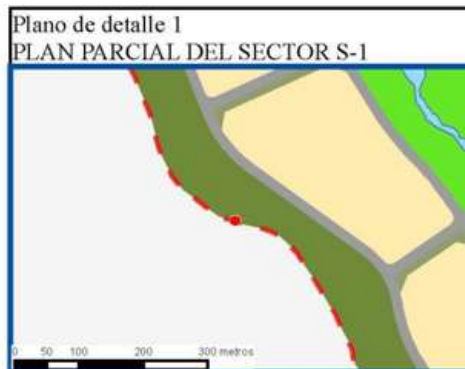 Plano de detalle 1
PLAN PARCIAL DEL SECTOR S-1
0 50 100 200 300 metros